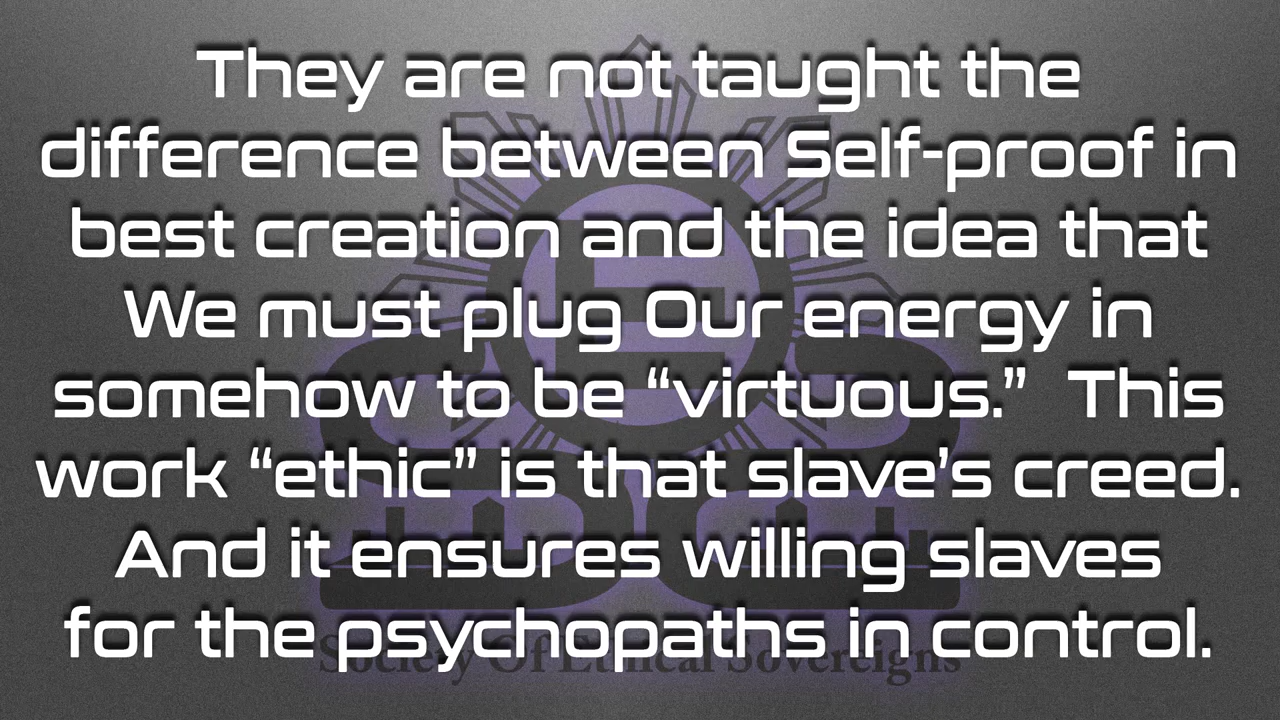 They are not taught the
difference between Self-proof in
best creation and the idea that
We must plug Our energy in
somehow to be “virtuous.”  This
work “ethic” is that slave’s creed.
And it ensures willing slaves
for the psychopaths in control.
Society Of Ethical Sovereigns